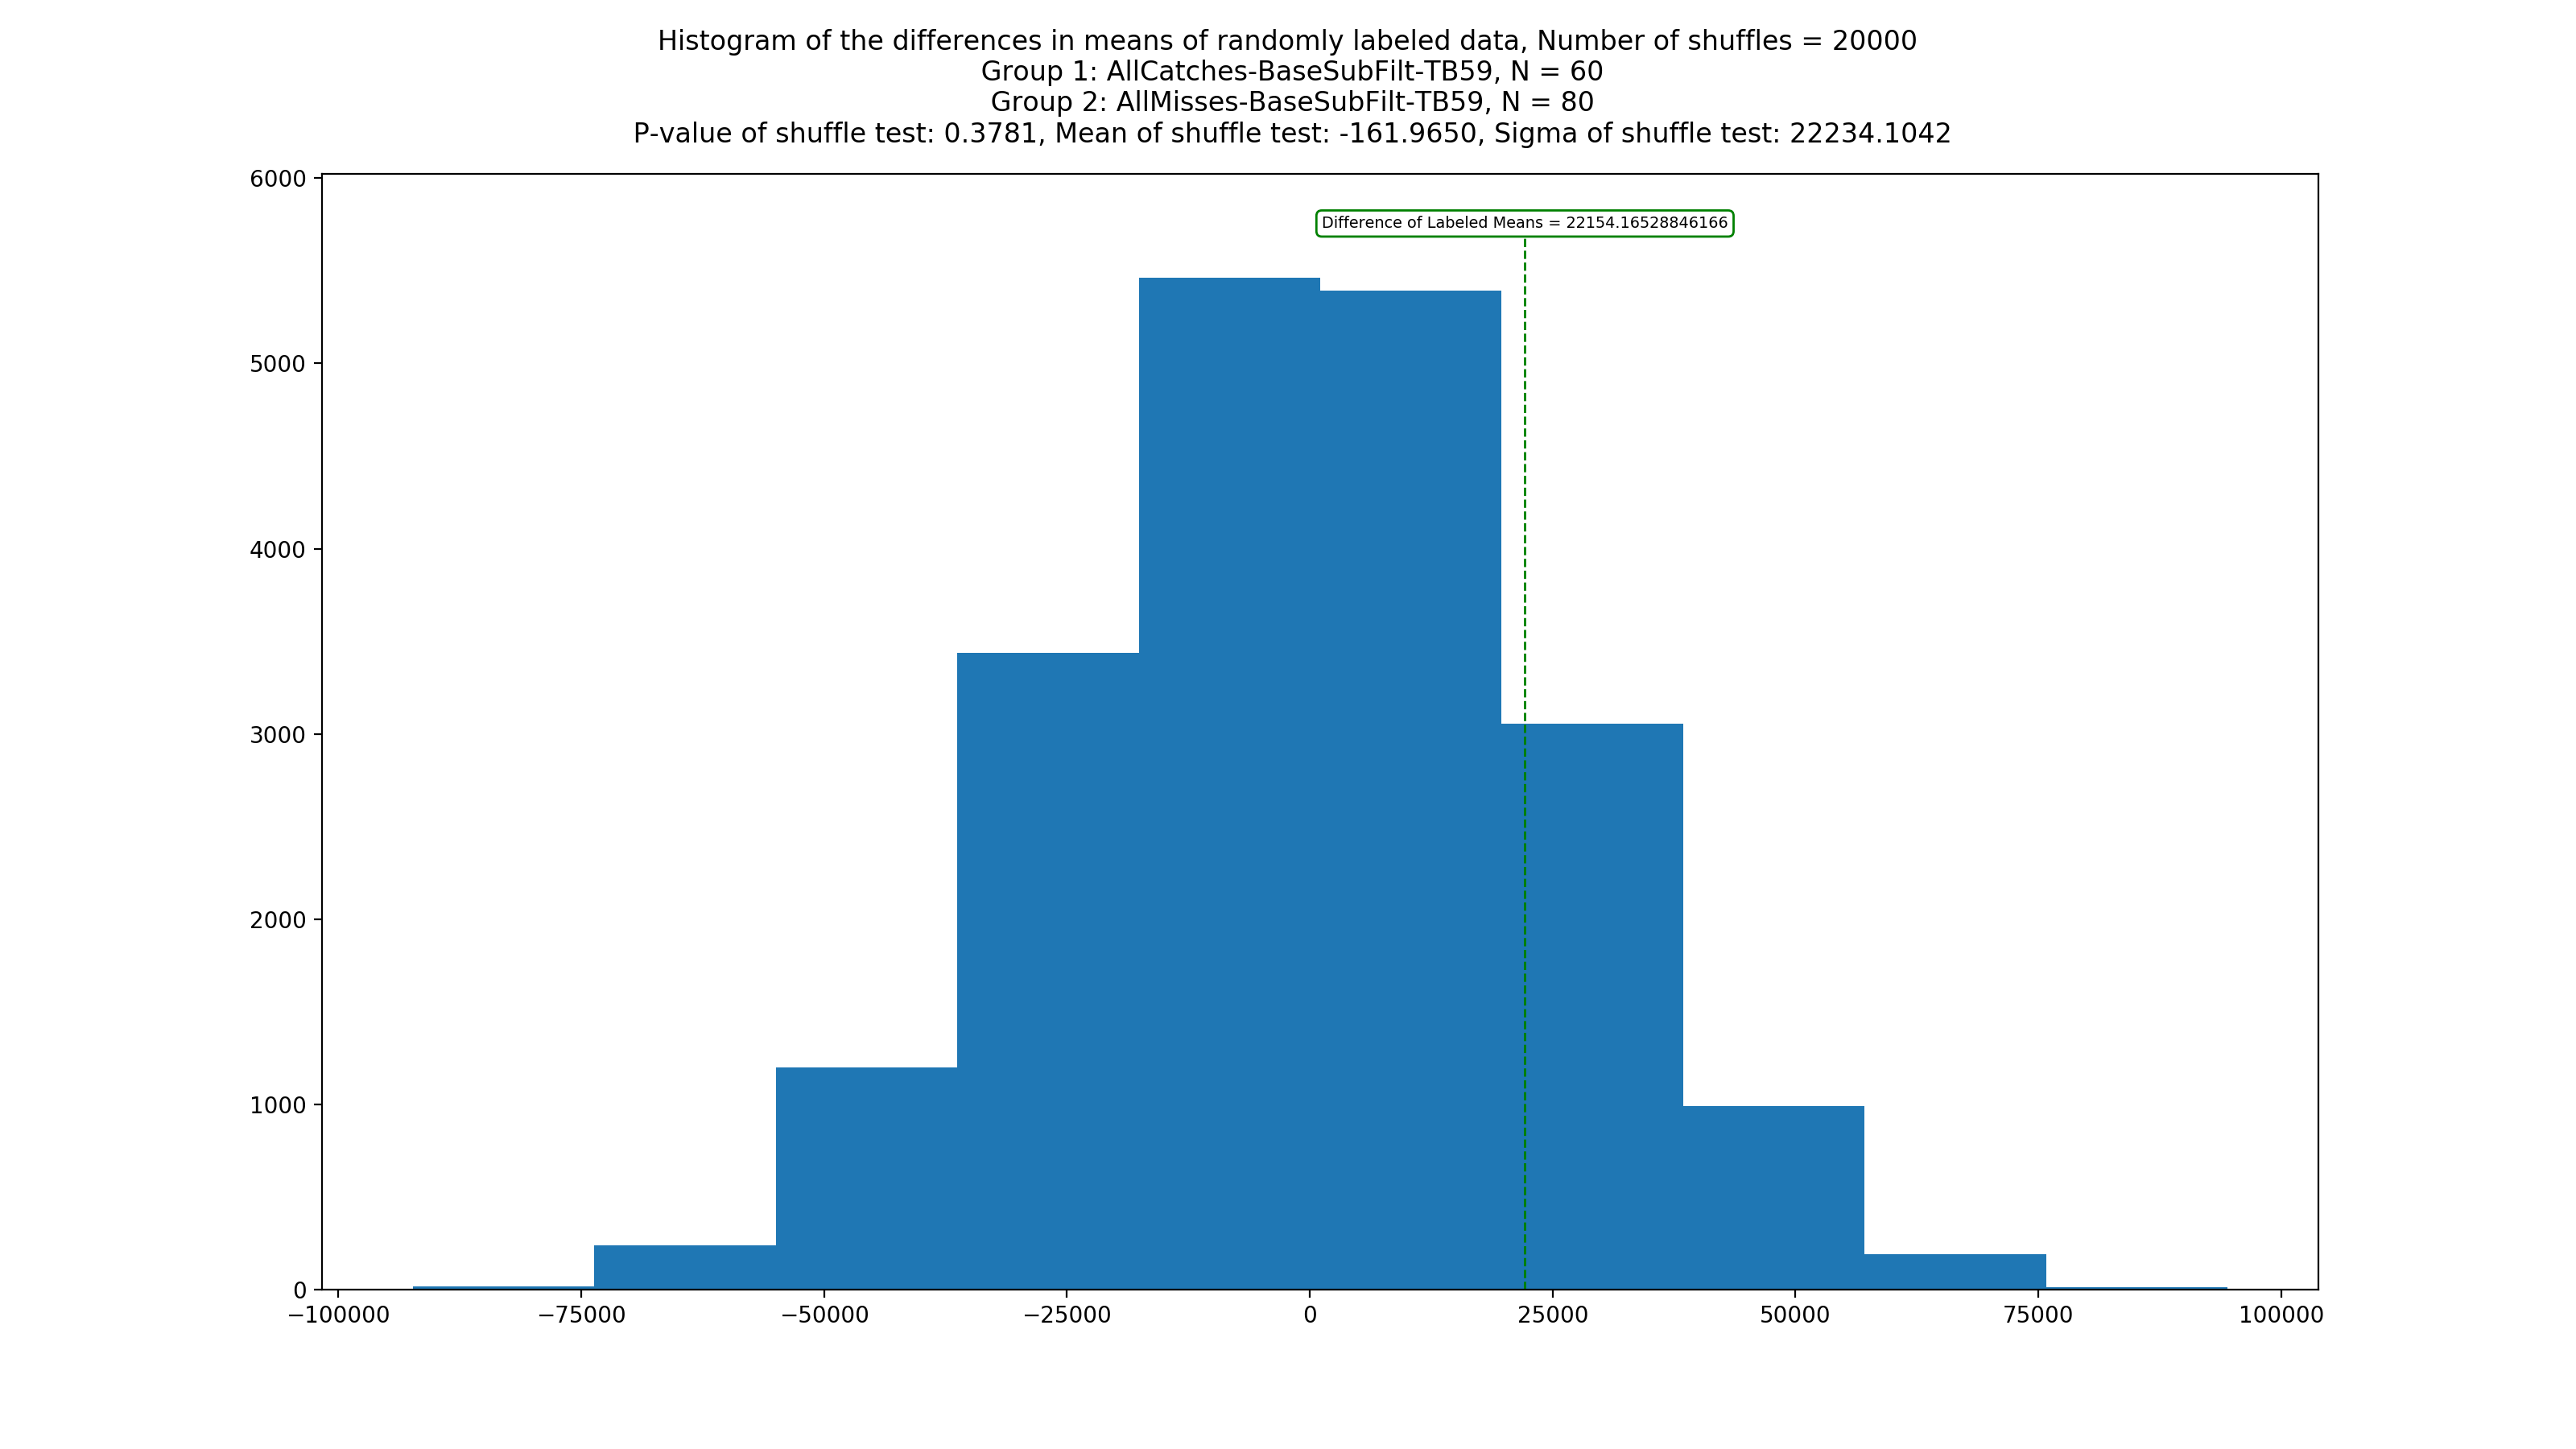 Histogram of the differences in means of randomly labeled data, Number of shuffles = 20000
Group 1: AllCatches-BaseSubFilt-TB59, N = 60
Group 2: AllMisses-BaseSubFilt-TB59, N = 80
P-value of shuffle test: 0.3781, Mean of shuffle test: -161.9650, Sigma of shuffle test: 22234.1042
6000
Difference of Labeled Means = 22154.16528846166
5000
4000
3000
2000
1000
0
−100000 −75000 −50000 −25000 0 25000 50000 75000 100000